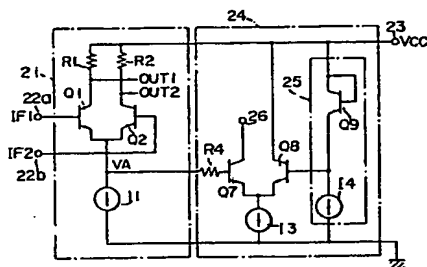 24
21
R1
R2
23
VCC
OUT1
OUT2
22a
Q1
IF1
Q2
25
Q9
26
IF2
22b
VA
R4
Q8
Q7
I1
I3
I4